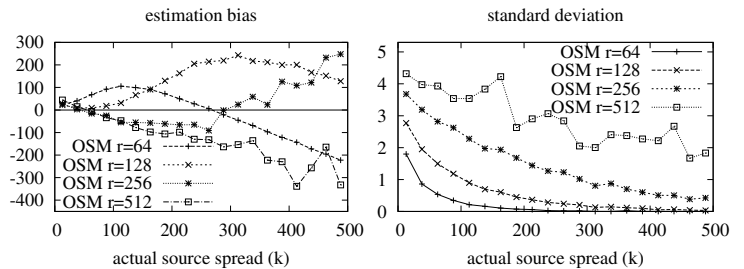 estimation bias
300
200
100
0
-100
-200
-300
-400
OSM r=64
OSM r=128
OSM r=256
OSM r=512
0 100 200 300 400 500
actual source spread (k)
standard deviation
5
4
3
2
1
0
OSM r=64
OSM r=128
OSM r=256
OSM r=512
0 100 200 300 400 500
actual source spread (k)